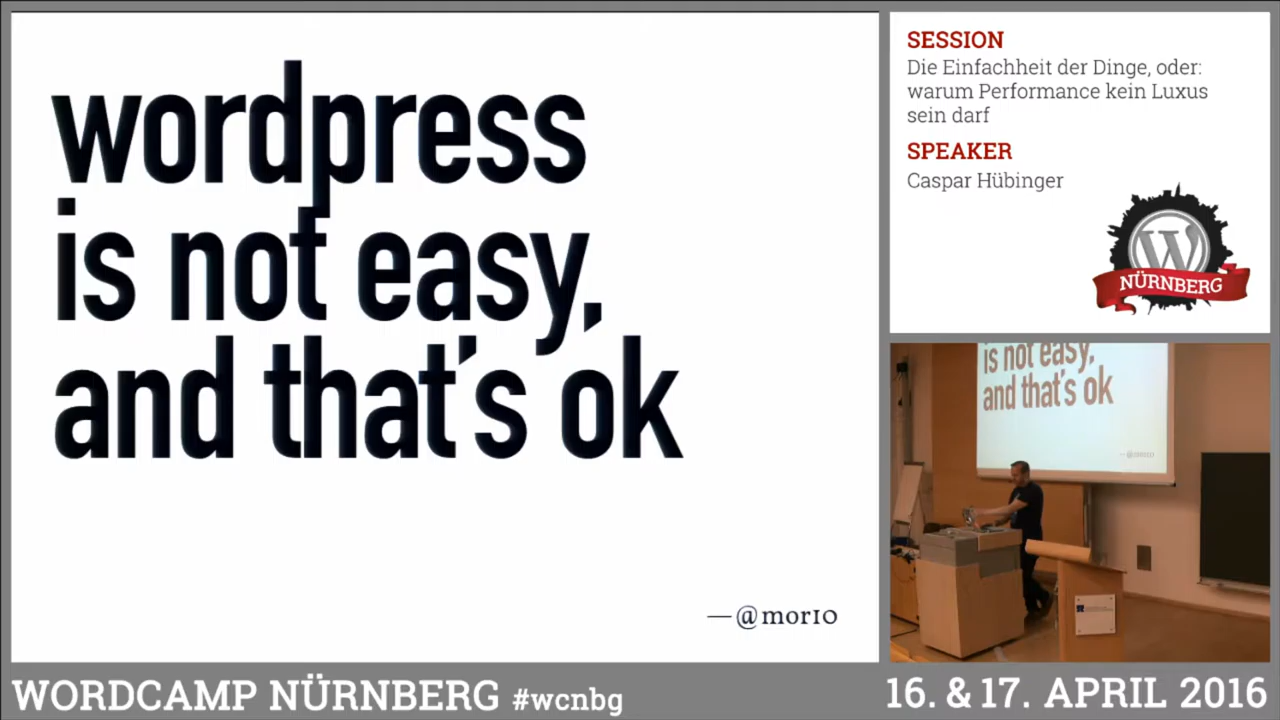 wordpress
is not easy,
and that's ok
—@mor10
SESSION
Die Einfachheit der Dinge, oder:
warum Performance kein Luxus
sein darf
SPEAKER
Caspar Hübinger
NÜRNBERG
is not easy,
and that's ok
WORDCAMP NÜRNBERG #wcnbg
16. & 17. APRIL 2016